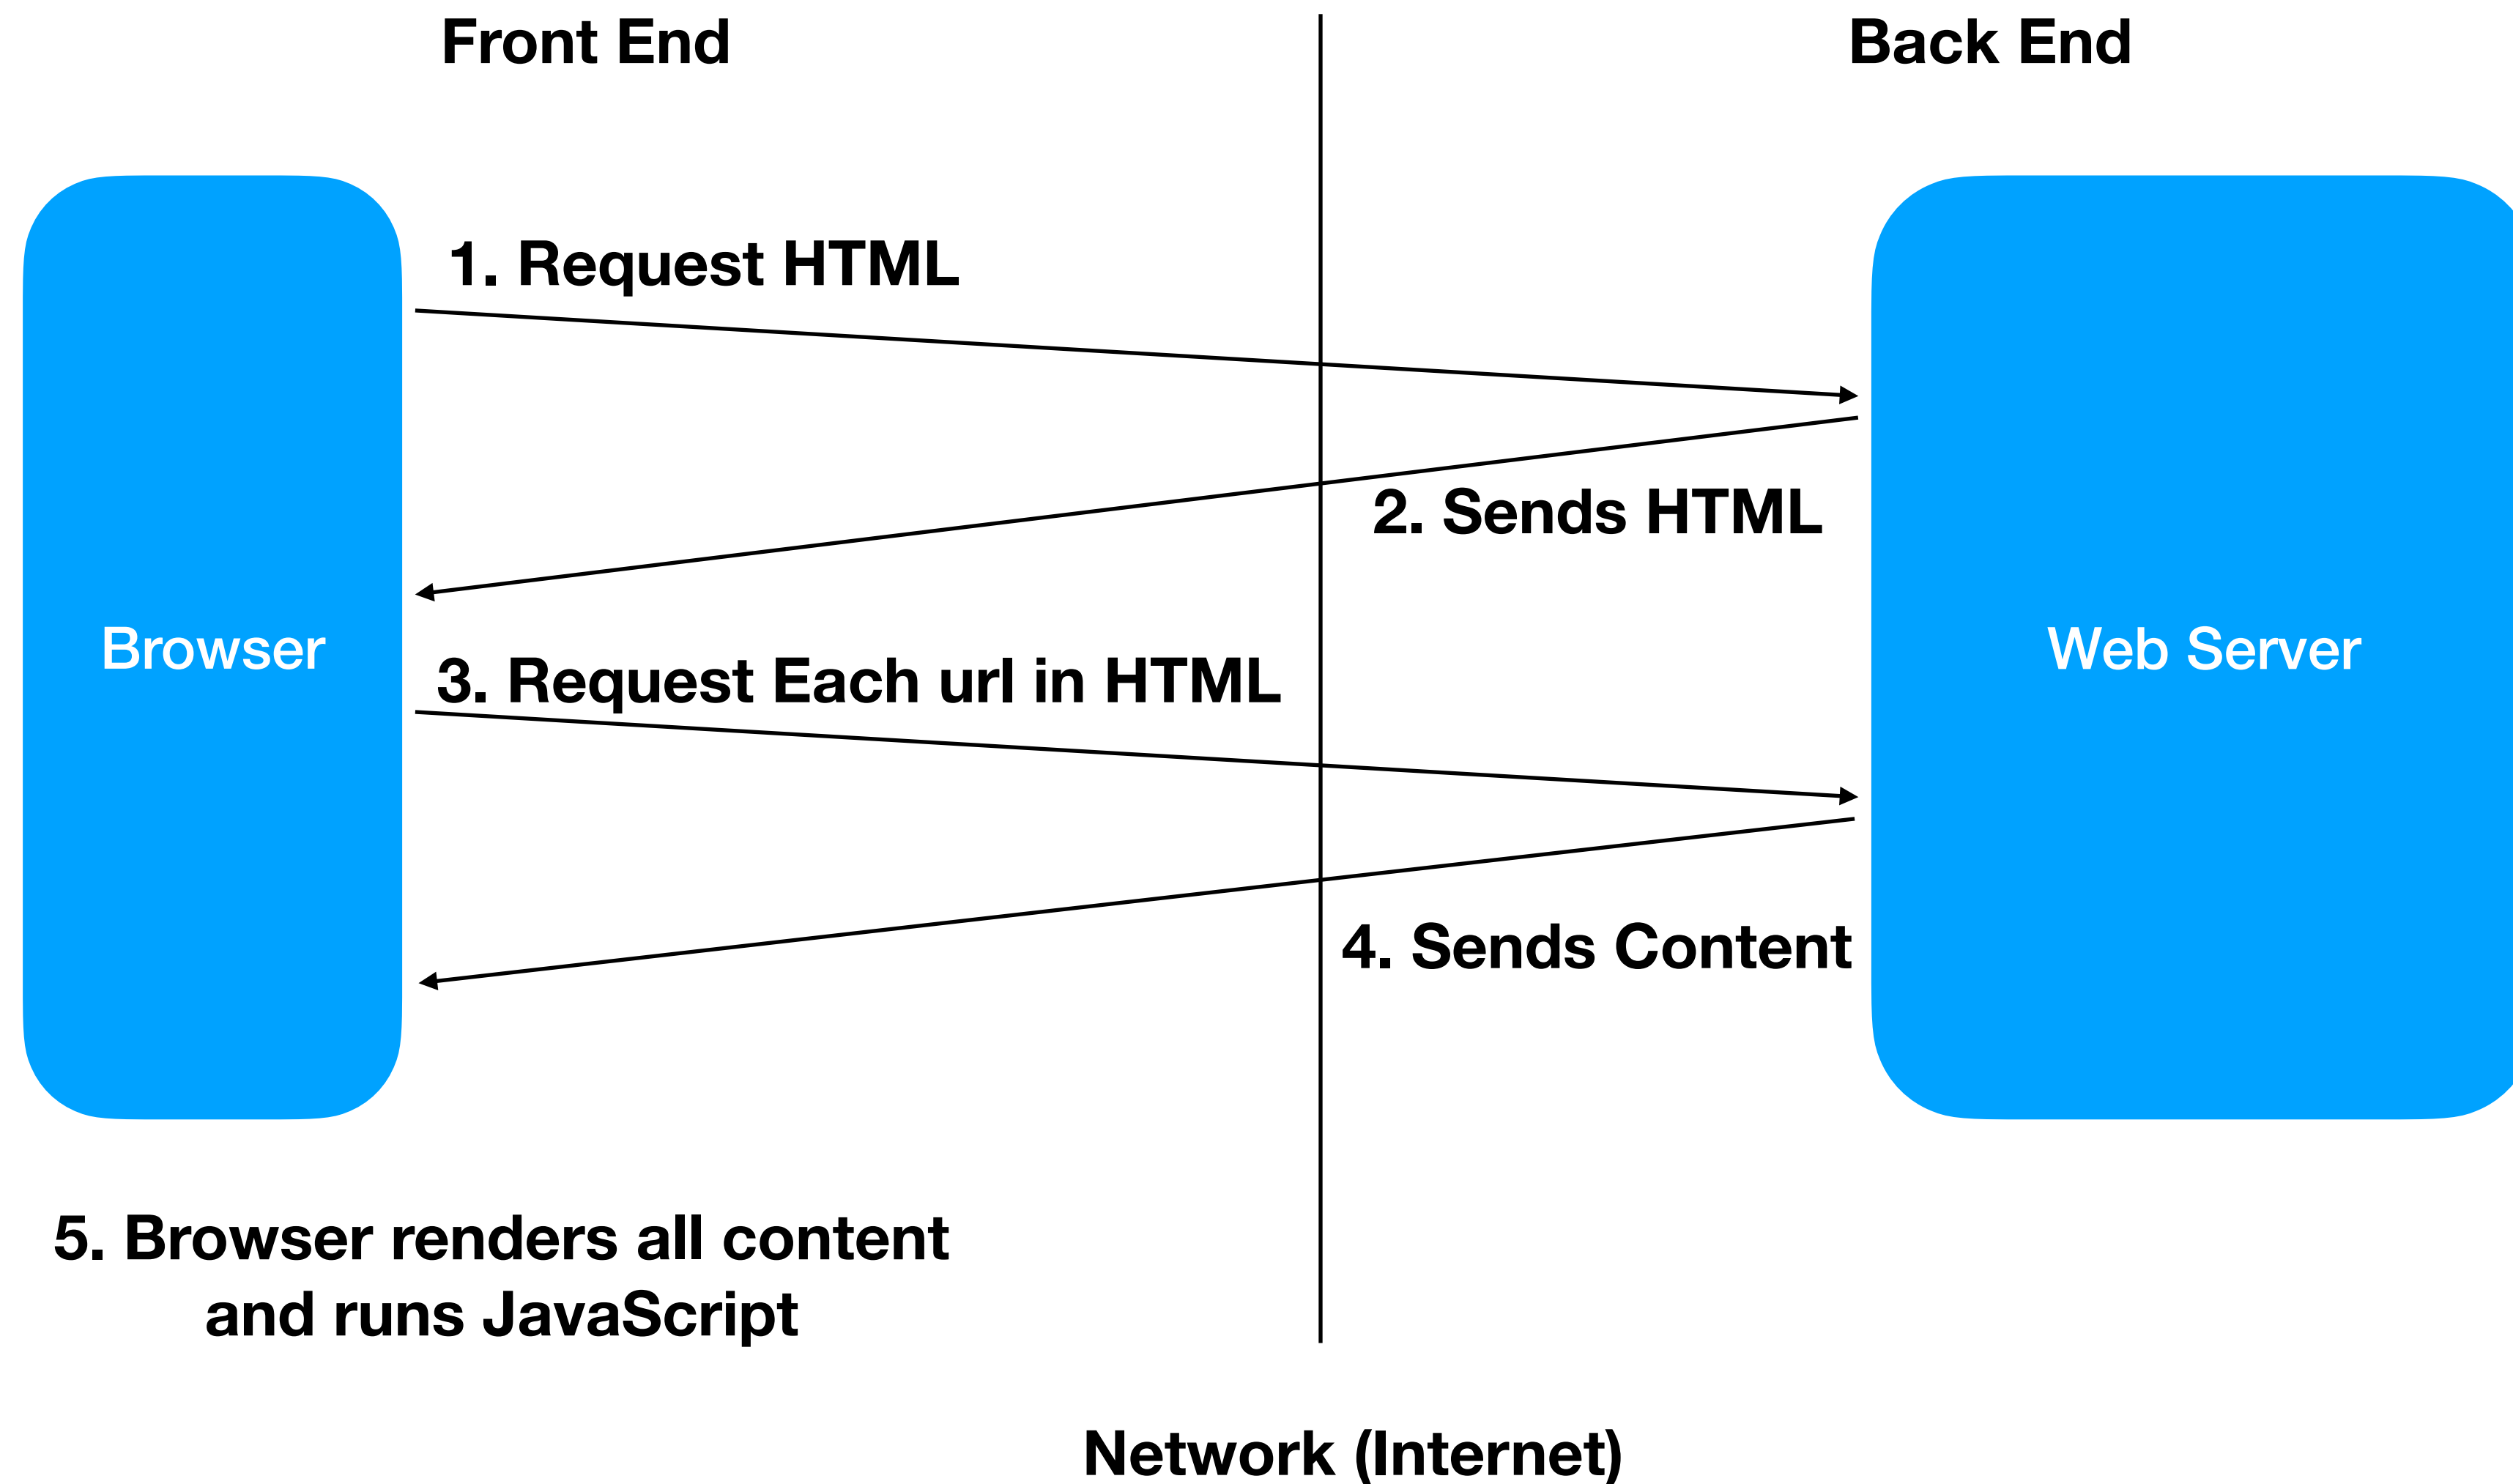 Front End
Back End
1. Request HTML
2. Sends HTML
Browser
Web Server
3. Request Each url in HTML
4. Sends Content
5. Browser renders all content
and runs JavaScript
Network (Internet)